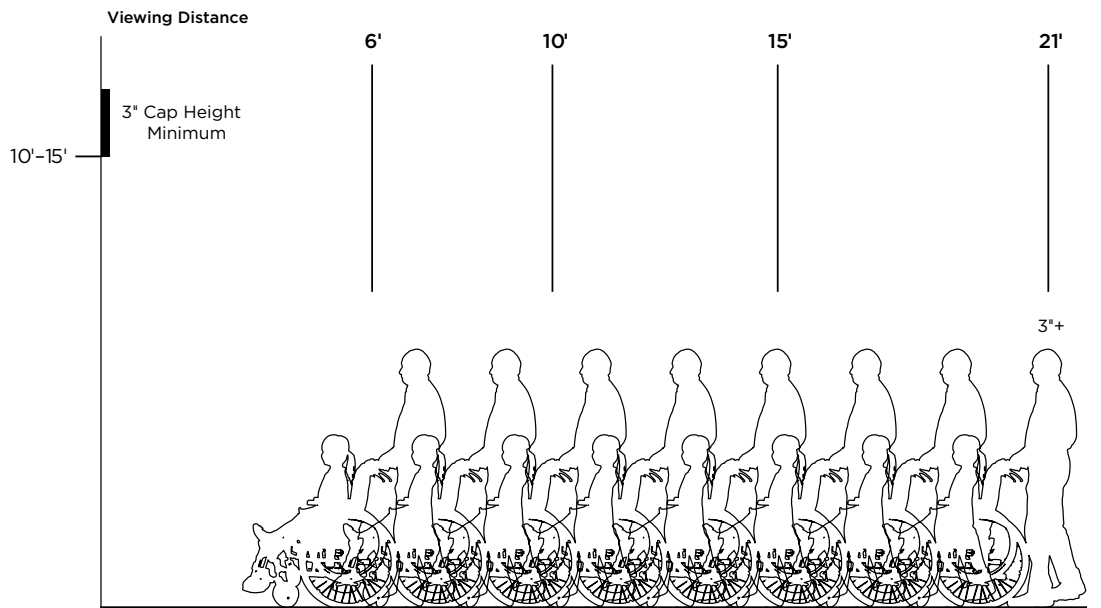 Viewing Distance
6'
10'
15'
21'
3" Cap Height
Minimum
10'-15'
3"+